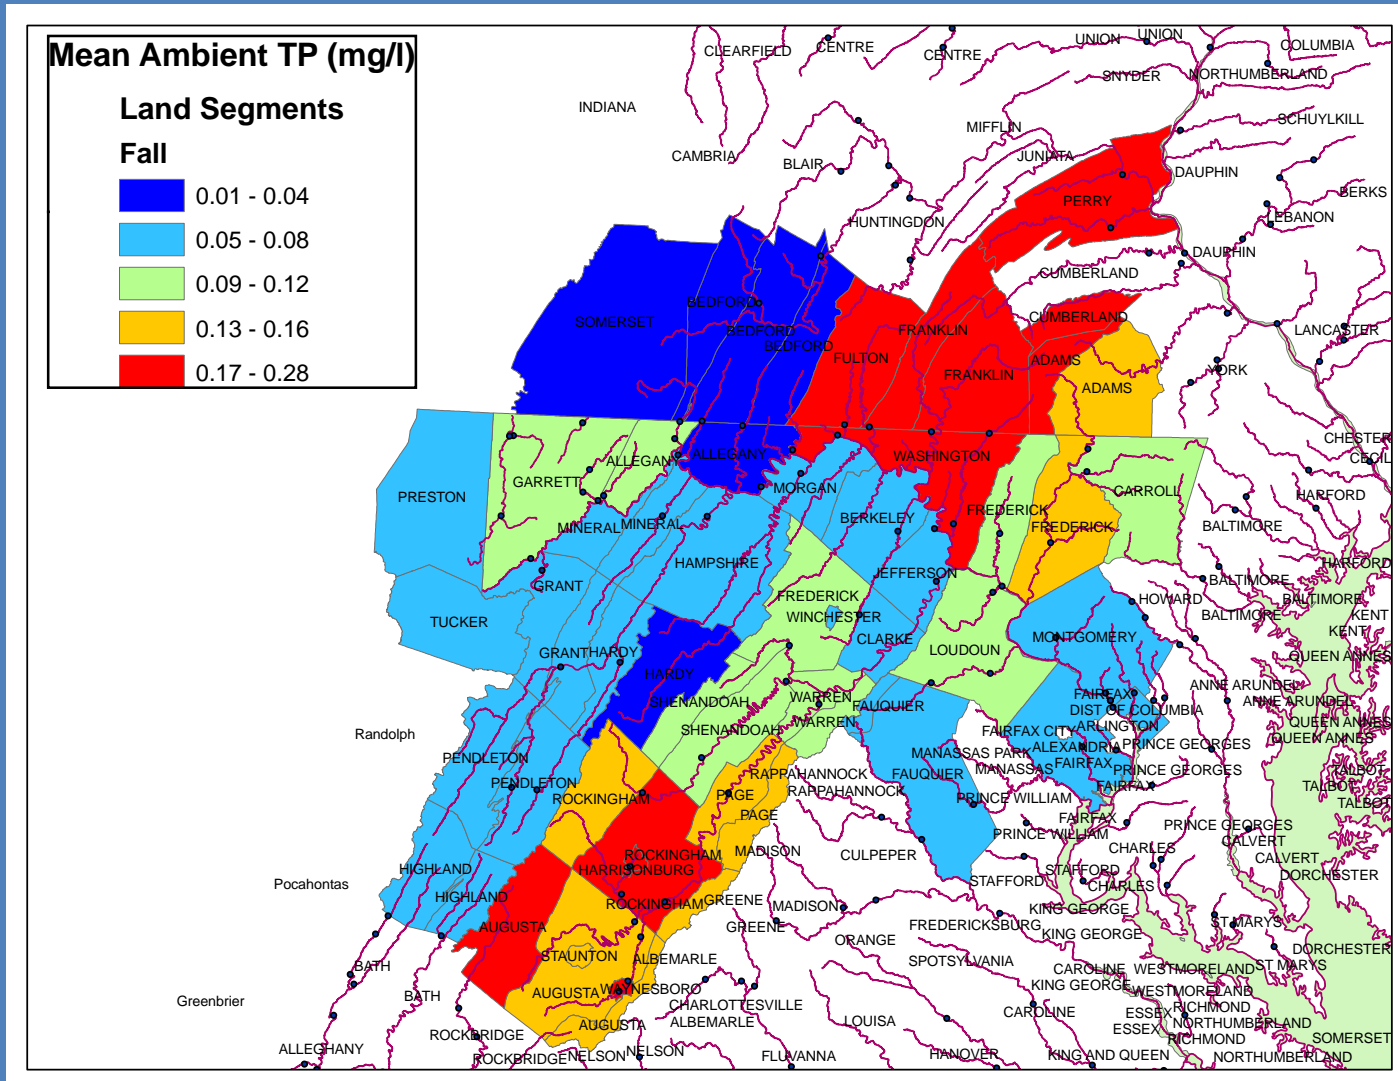 Mean Ambient TP (mg/l)
Land Segments
Fall
0.01 - 0.04
0.05 - 0.08
0.09 - 0.12
0.13 - 0.16
0.17 - 0.28
CLEARFIELD
CENTRE
CENTRE
UNION
UNION
COLUMBIA
SNYDER
NORTHUMBERLAND
INDIANA
SCHUYLKILL
MIFFLIN
CAMBRIA
BLAIR
JUNIATA
DAUPHIN
BERKS
PERRY
HUNTINGDON
LEBANON
DAUPHIN
CUMBERLAND
BEDFORD
SOMERSET
BEDFORD
BEDFORD
FRANKLIN
CUMBERLAND
LANCASTER
FULTON
ADAMS
FRANKLIN
YORK
ADAMS
CHESTER
CECIL
ALLEGANY
ALLEGANY
WASHINGTON
GARRETT
MORGAN
CARROLL
PRESTON
HARFORD
FREDERICK
MINERAL
MINERAL
BERKELEY
FREDERICK
BALTIMORE
HAMPSHIRE
HARFORD
JEFFERSON
GRANT
BALTIMORE
FREDERICK
HOWARD
BALTIMORE
WINCHESTER
BALTIMORE
KENT
TUCKER
KENT
CLARKE
MONTGOMERY
GRANT
HARDY
LOUDOUN
QUEEN ANNES
HARDY
ANNE ARUNDEL
FAIRFAX
SHENANDOAH
WARREN
FAUQUIER
ANNE ARUNDEL
DIST OF COLUMBIA
WARREN
ARLINGTON
QUEEN ANNES
Randolph
SHENANDOAH
FAIRFAX CITY
QUEEN ANNES
ALEXANDRIA
PRINCE GEORGES
MANASSAS PARK
PENDLETON
FAIRFAX
MANASSAS
PRINCE GEORGES
TALBOT
RAPPAHANNOCK
FAUQUIER
PENDLETON
FAIRFAX
TALBOT
RAPPAHANNOCK
PAGE
ROCKINGHAM
PRINCE WILLIAM
TALBOT
PAGE
FAIRFAX
PRINCE GEORGES
PRINCE WILLIAM
CALVERT
MADISON
CULPEPER
CHARLES
ROCKINGHAM
CALVERT
HIGHLAND
HARRISONBURG
STAFFORD
DORCHESTER
Pocahontas
STAFFORD
CHARLES
HIGHLAND
ROCKINGHAM
GREENE
MADISON
KING GEORGE
AUGUSTA
GREENE
FREDERICKSBURG
ST MARYS
KING GEORGE
ORANGE
DORCHESTER
STAUNTON
ALBEMARLE
SPOTSYLVANIA
BATH
CAROLINE
WESTMORELAND
ST MARYS
AUGUSTA
WAYNESBORO
KING GEORGE
WESTMORELAND
BATH
Greenbrier
CHARLOTTESVILLE
CAROLINE
ESSEX
RICHMOND
ALBEMARLE
LOUISA
AUGUSTA
ESSEX
NORTHUMBERLAND
ROCKBRIDGE
RICHMOND
SOMERSET
ALLEGHANY
NELSON
ROCKBRIDGE
NELSON
FLUVANNA
HANOVER
KING AND QUEEN
NORTHUMBERLAND